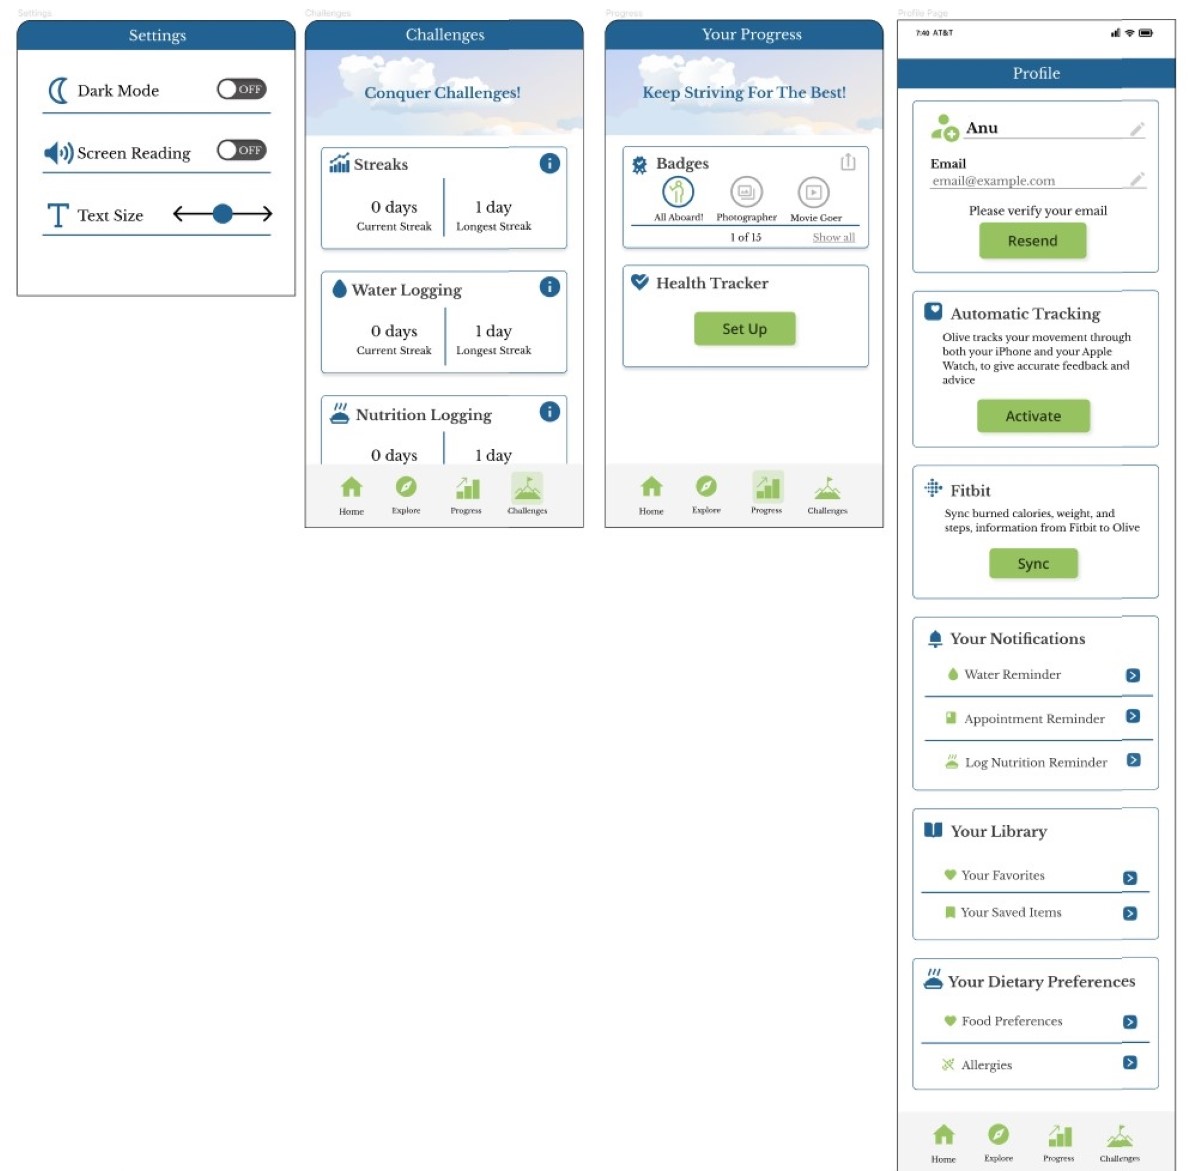 Settings
Settings
Dark Mode
OFF
Screen Reading
OFF
Text Size
Challenges
Challenges
Conquer Challenges!
Streaks
0 days 1 day
Current Streak Longest Streak
Water Logging
0 days 1 day
Current Streak Longest Streak
Nutrition Logging
0 days 1 day
Home Explore Progress Challenges
Progress
Your Progress
Keep Striving For The Best!
Badges
All Aboard! Photographer Movie Goer
1 of 15 Show all
Health Tracker
Set Up
Home Explore Progress Challenges
Profile Page
7:40 AT&T
Profile
Anu
Email
email@example.com
Please verify your email
Resend
Automatic Tracking
Olive tracks your movement through
both your iPhone and your Apple
Watch, to give accurate feedback and
advice
Activate
Fitbit
Sync burned calories, weight, and
steps, information from Fitbit to Olive
Sync
Your Notifications
Water Reminder
Appointment Reminder
Log Nutrition Reminder
Your Library
Your Favorites
Your Saved Items
Your Dietary Preferences
Food Preferences
Allergies
Home Explore Progress Challenges